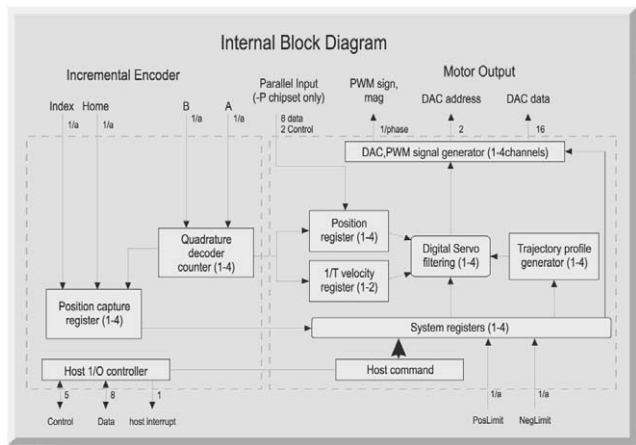 Internal Block Diagram
Incremental Encoder
Parallel Input
(-P chipset only)
PWM sign,
mag
Motor Output
DAC address
DAC data
Index
Home
B
A
1/a
1/a
1/a
1/a
8 data
2 Control
1/phase
2
16
DAC,PWM signal generator (1-4channels)
Quadrature
decoder
counter (1-4)
Position
register (1-4)
Digital Servo
filtering (1-4)
Trajectory profile
generator (1-4)
1/T velocity
register (1-2)
Position capture
register (1-4)
System registers (1-4)
Host 1/O controller
Host command
5
8
1
1/a
1/a
Control
Data
host interrupt
PosLimit
NegLimit